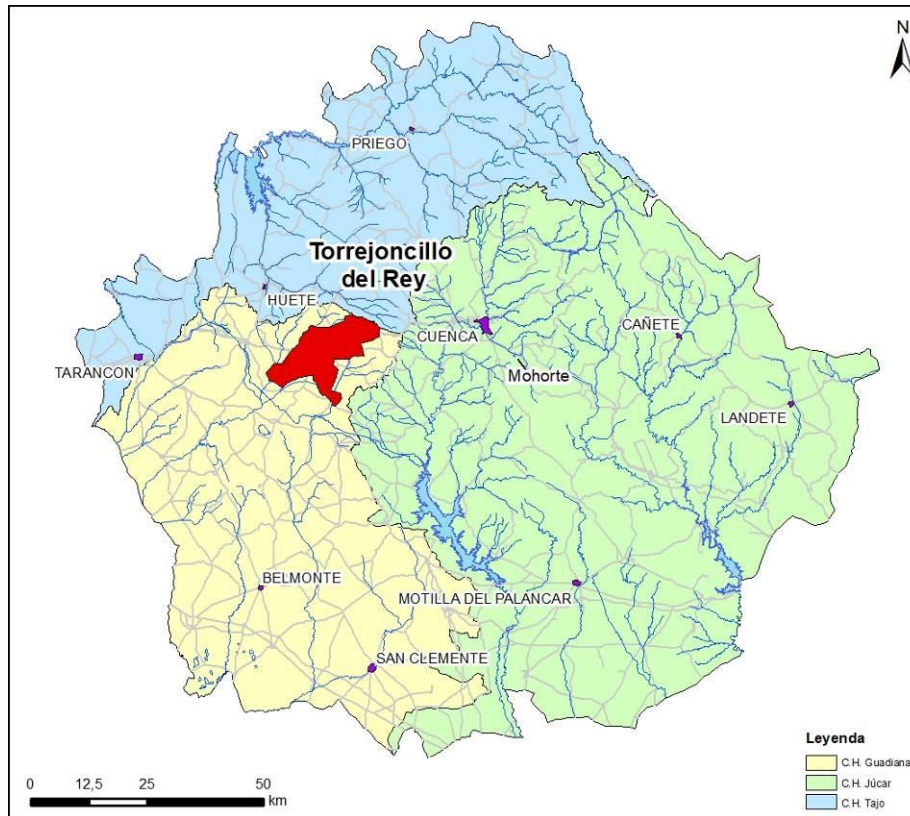 N
PRIEGO
Torrejoncillo
del Rey
HUETE
CUENCA
CAÑETE
TARANCON
Mohorte
LANDETE
BELMONTE
MOTILLA DEL PALANCAR
SAN CLEMENTE
Leyenda
C.H. Guadiana
C.H. Júcar
C.H. Tajo
0 12,5 25 50
km